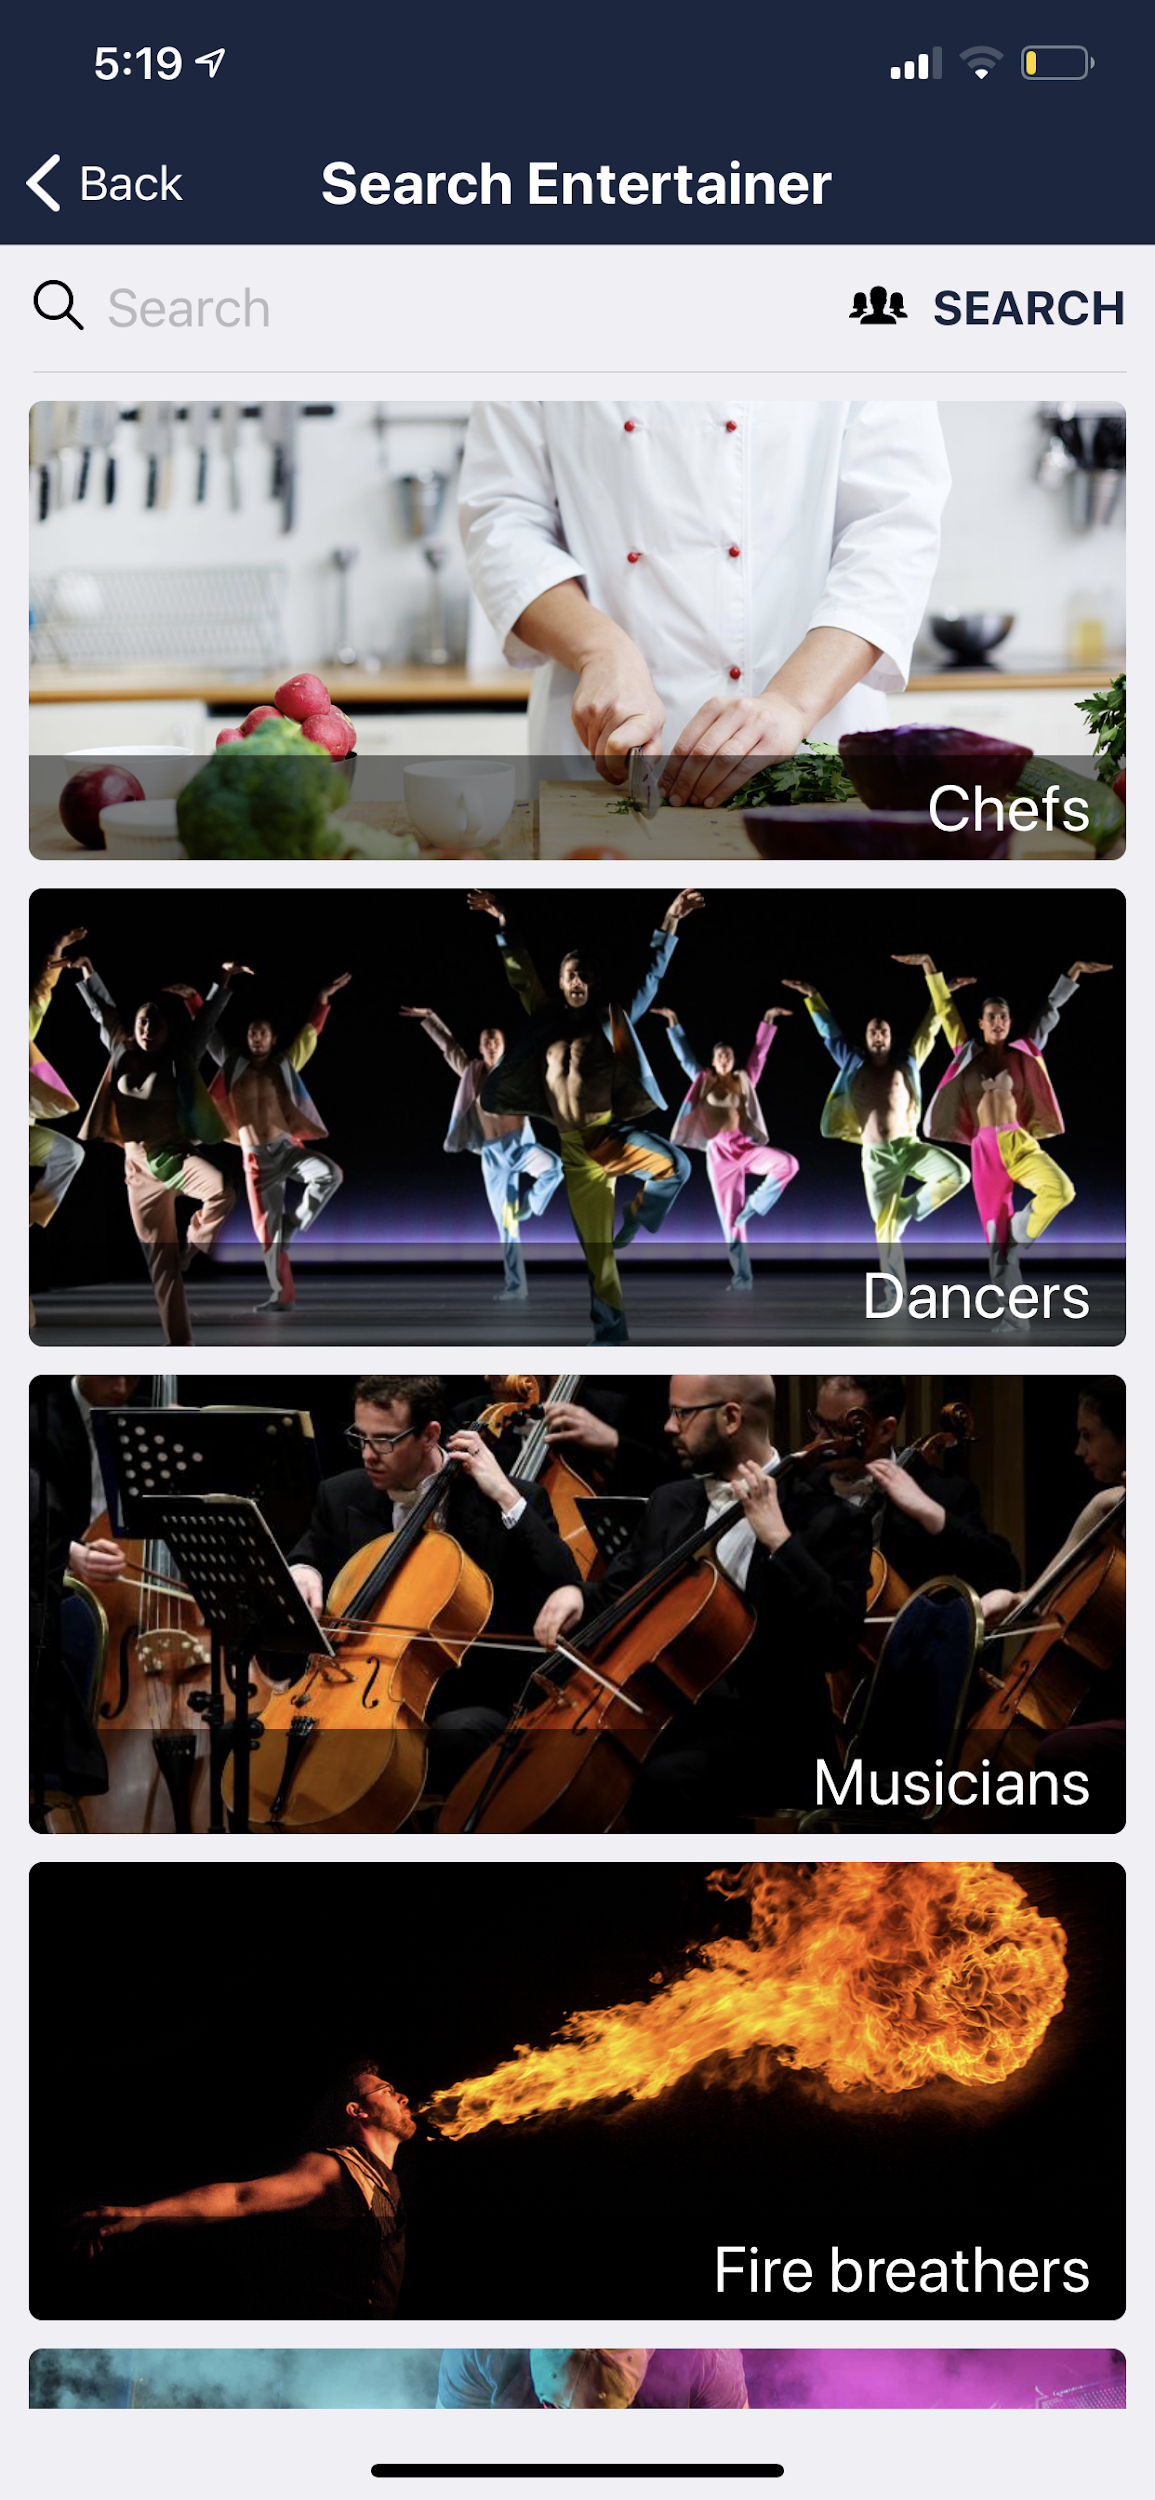 5:19
Back
Search Entertainer
Search
SEARCH
Chefs
Dancers
Musicians
Fire breathers